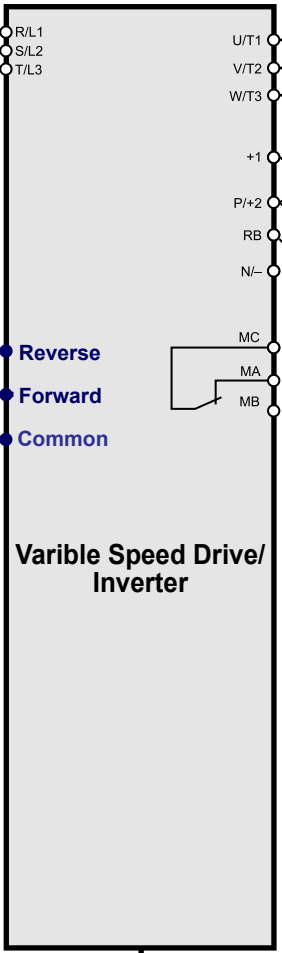 R/L1
S/L2
T/L3
U/T1
V/T2
W/T3
+1
P/+2
RB
N/–
MC
MA
MB
Reverse
Forward
Common
Varible Speed Drive/
Inverter